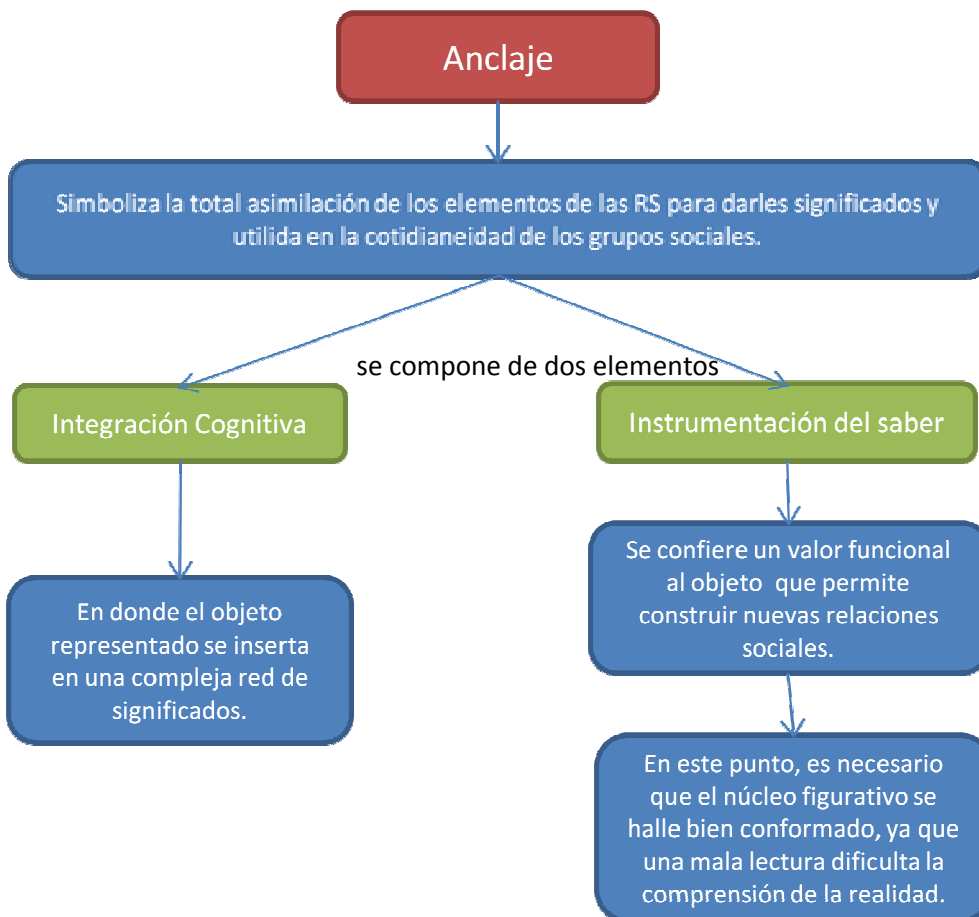 Anclaje
Simboliza la total asimilación de los elementos de las RS para darles significados y
utilida en la cotidianeidad de los grupos sociales.
se compone de dos elementos
Integración Cognitiva
Instrumentación del saber
En donde el objeto
representado se inserta
en una compleja red de
significados.
Se confiere un valor funcional
al objeto que permite
construir nuevas relaciones
sociales.
En este punto, es necesario
que el núcleo figurativo se
halle bien conformado, ya que
una mala lectura dificulta la
comprensión de la realidad.